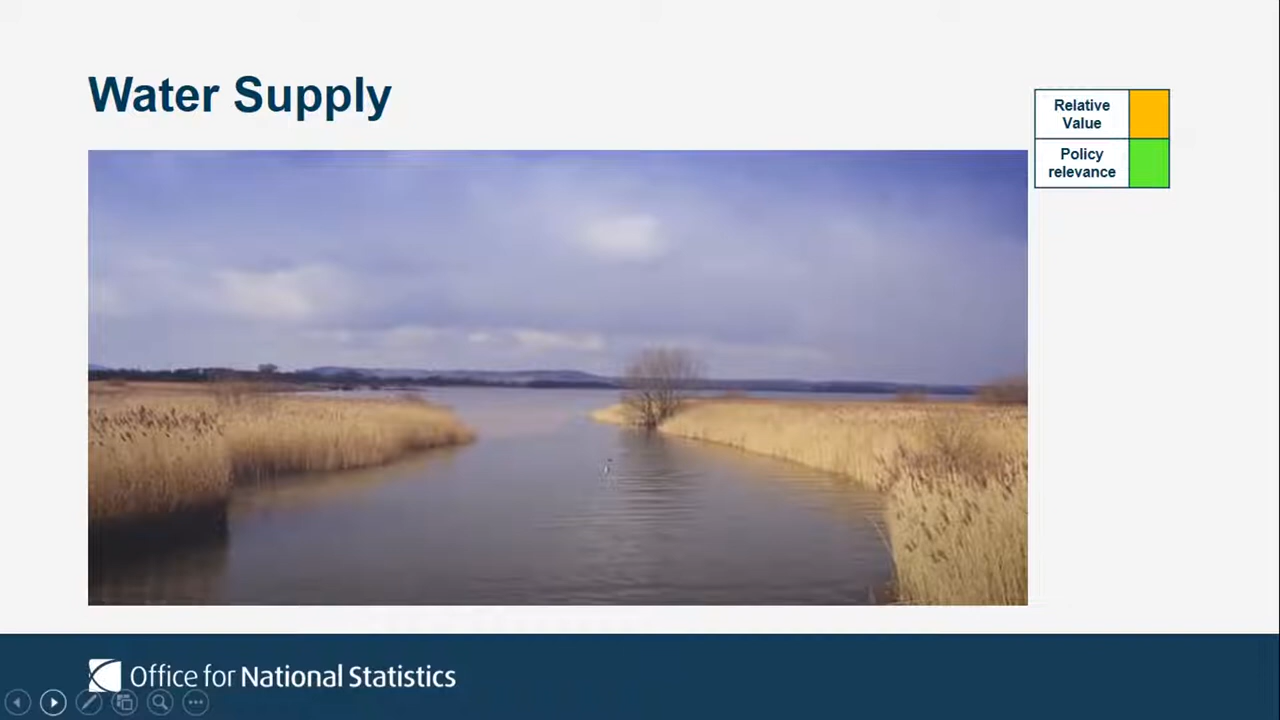 Water Supply
Relative
Value
Policy
relevance
Office for National Statistics